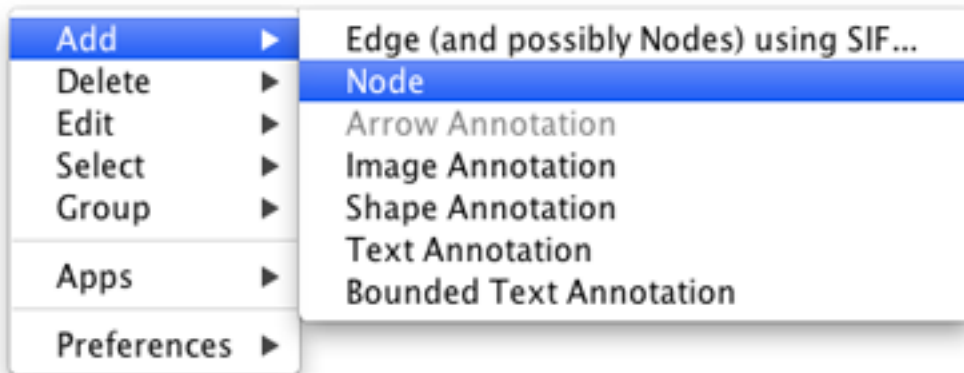 Add
Delete
Edit
Select
Group
Apps
Preferences
Edge (and possibly Nodes) using SIF...
Node
Arrow Annotation
Image Annotation
Shape Annotation
Text Annotation
Bounded Text Annotation